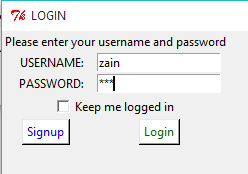 LOGIN
Please enter your username and password
USERNAME: zain
PASSWORD: ***
Keep me logged in
Signup Login